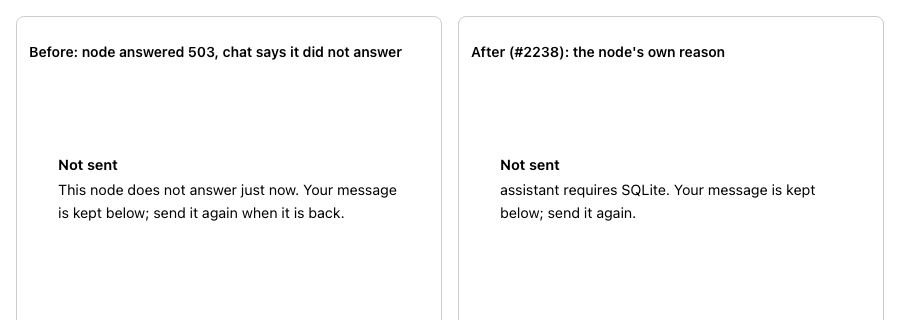 Before: node answered 503, chat says it did not answer
Not sent
This node does not answer just now. Your message
is kept below; send it again when it is back.
After (#2238): the node's own reason
Not sent
assistant requires SQLite. Your message is kept
below; send it again.